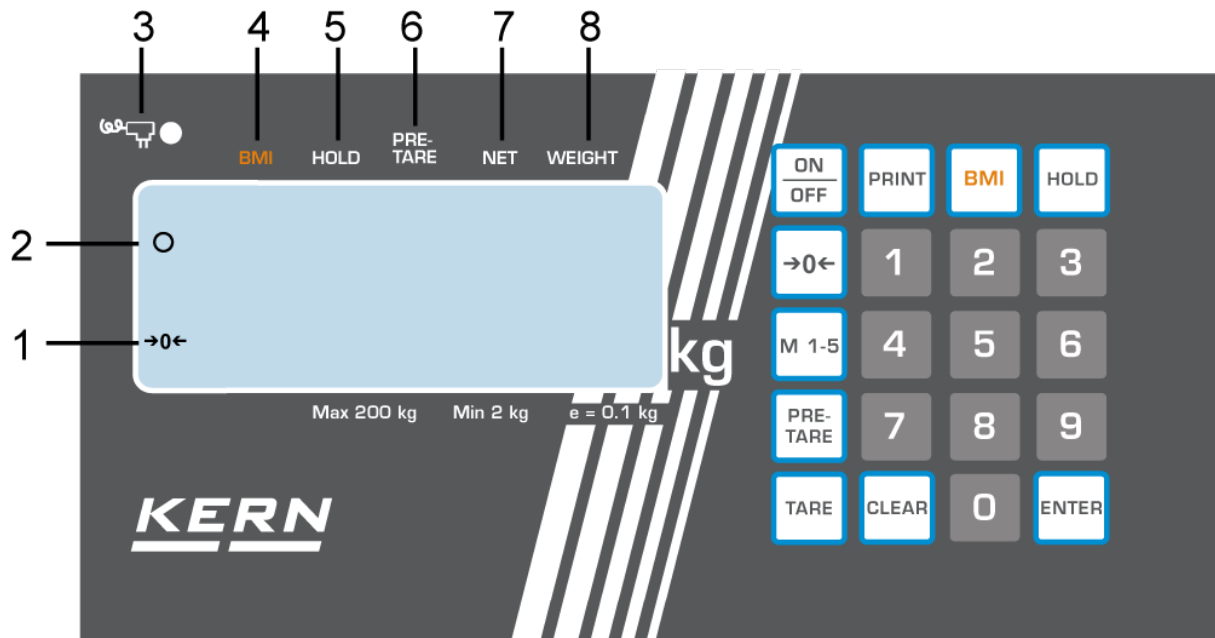 3 4 5 6 7 8
BMI HOLD PRE-
TARE NET WEIGHT
2
1
→0←
kg
Max 200 kg Min 2 kg e = 0.1 kg
KERN
ON
OFF PRINT BMI HOLD
→0← 1 2 3
M 1-5 4 5 6
PRE-
TARE 7 8 9
TARE CLEAR 0 ENTER